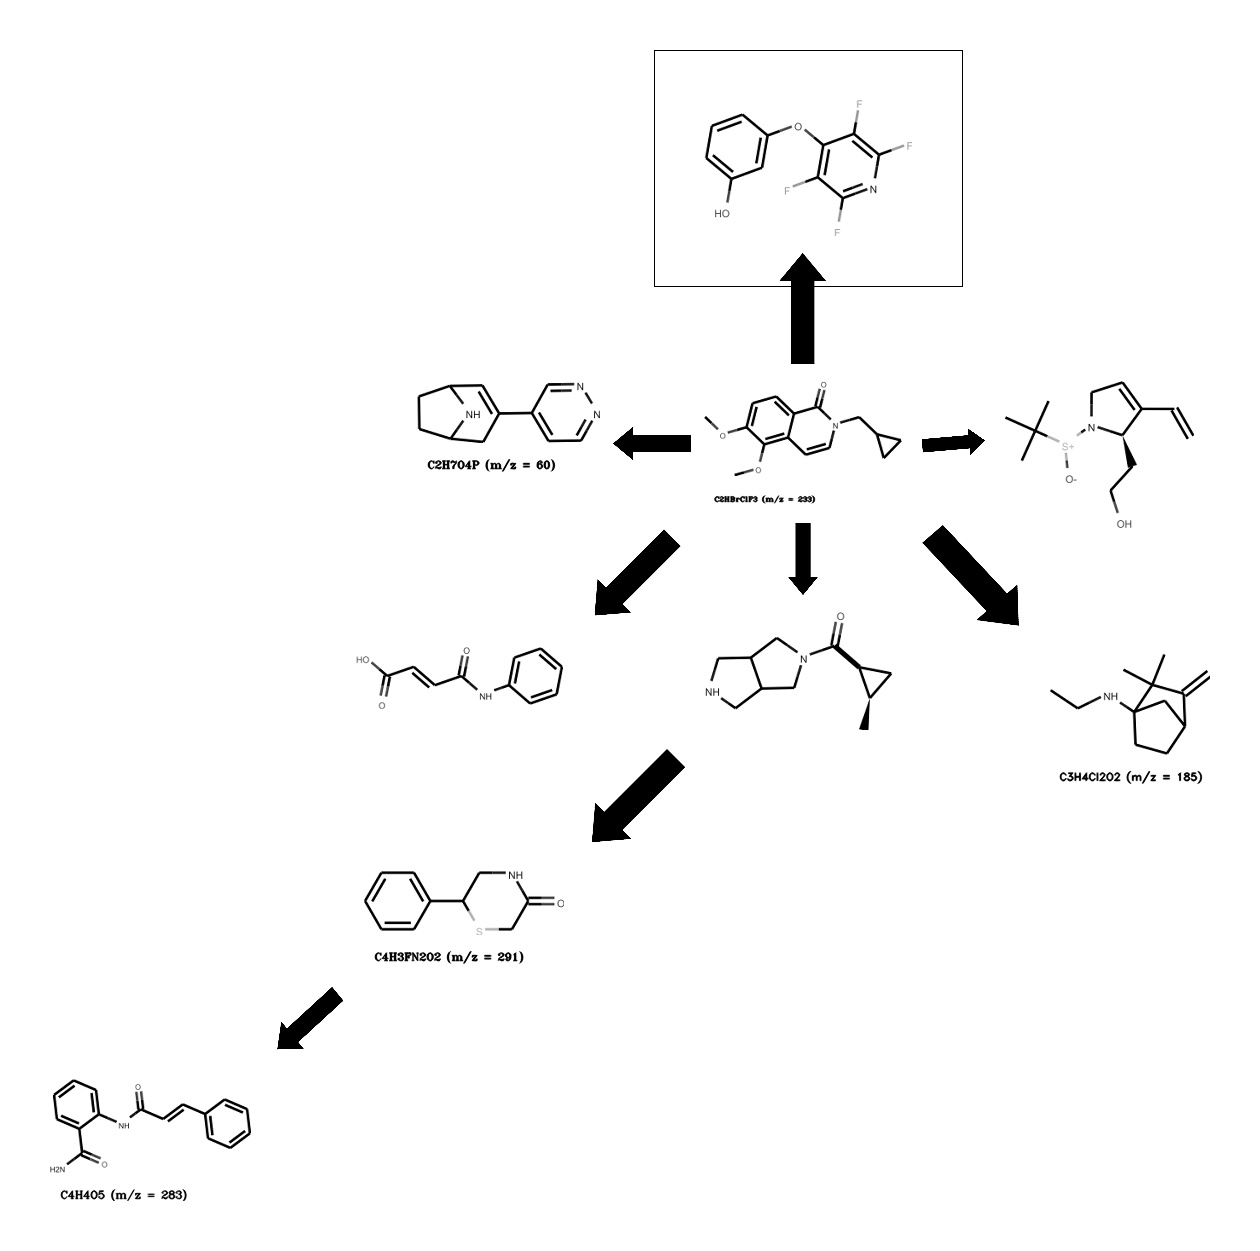 F
O
F
F
N
HO
F
N
NH
N
C2H7O4P (m/z = 60)
O
N
O
O
C2HBrClF3 (m/z = 233)
N
S+
O-
OH
HO
O
O
NH
O
N
NH
NH
C3H4Cl2O2 (m/z = 185)
NH
O
S
C4H3FN2O2 (m/z = 291)
O
NH
H2N
O
C4H4O5 (m/z = 283)